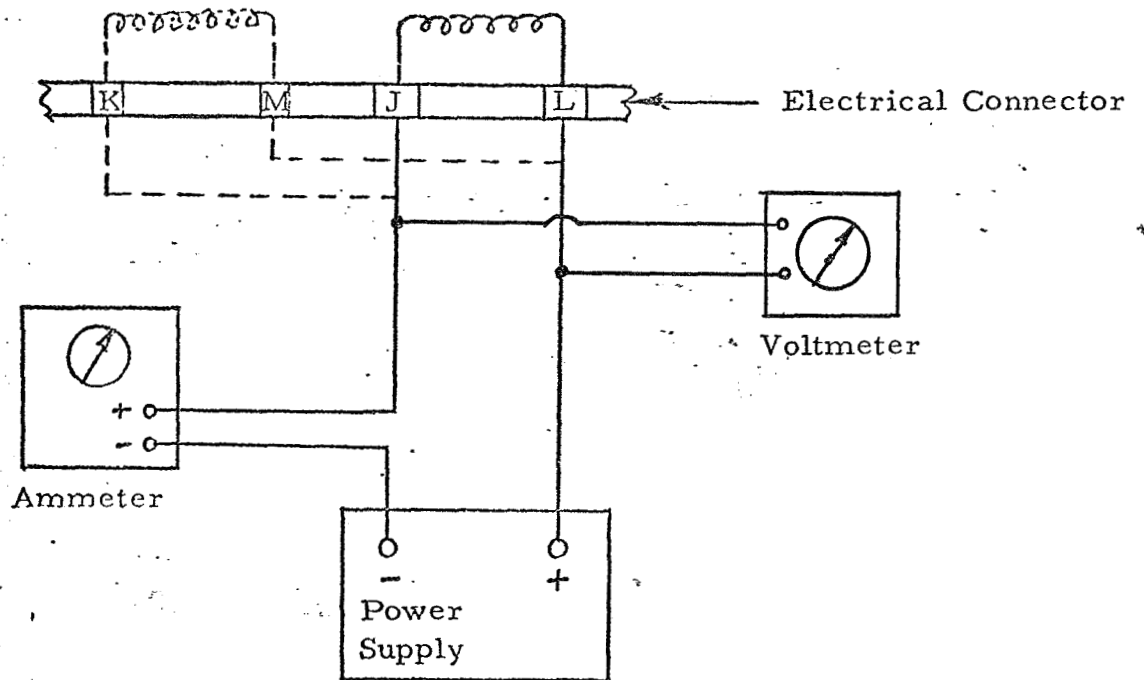 K M J L
Electrical Connector
Voltmeter
+
-
Ammeter
- +
Power
Supply